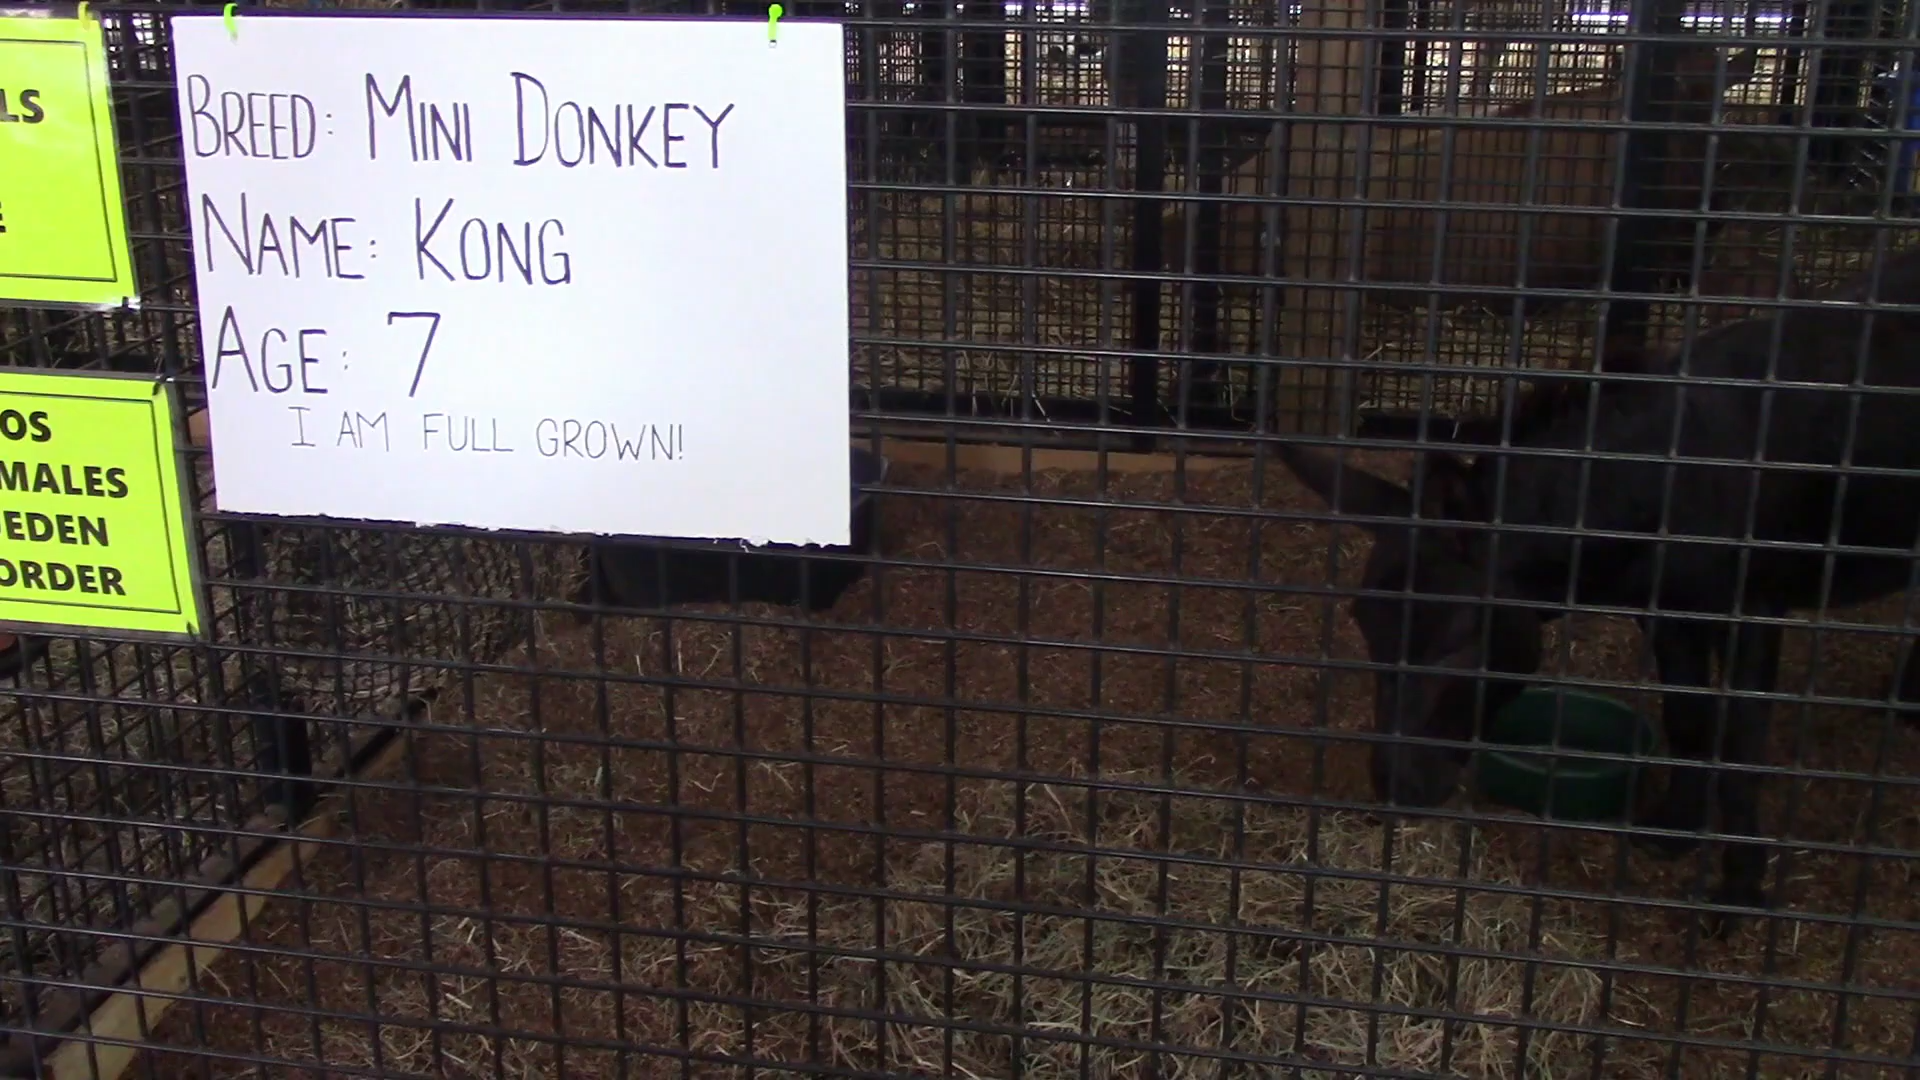 LS
BREED: MINI DONKEY
NAME: KONG
AGE: 7
I AM FULL GROWN!
OS
MALES
EDEN
ORDER